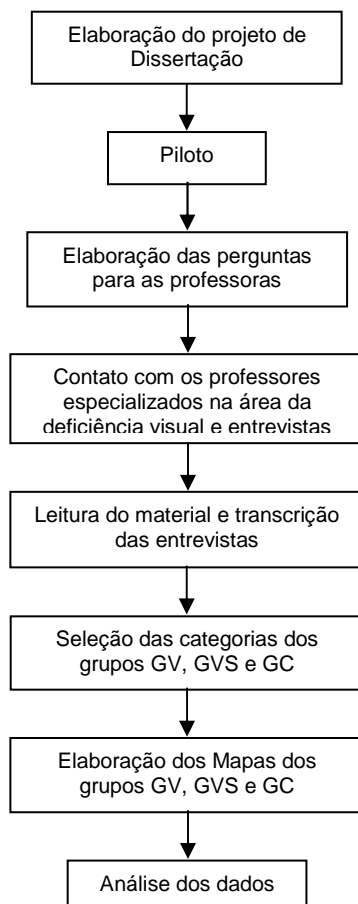 Elaboração do projeto de
Dissertação
Piloto
Elaboração das perguntas
para as professoras
Contato com os professores
especializados na área da
deficiência visual e entrevistas
Leitura do material e transcrição
das entrevistas
Seleção das categorias dos
grupos GV, GVS e GC
Elaboração dos Mapas dos
grupos GV, GVS e GC
Análise dos dados